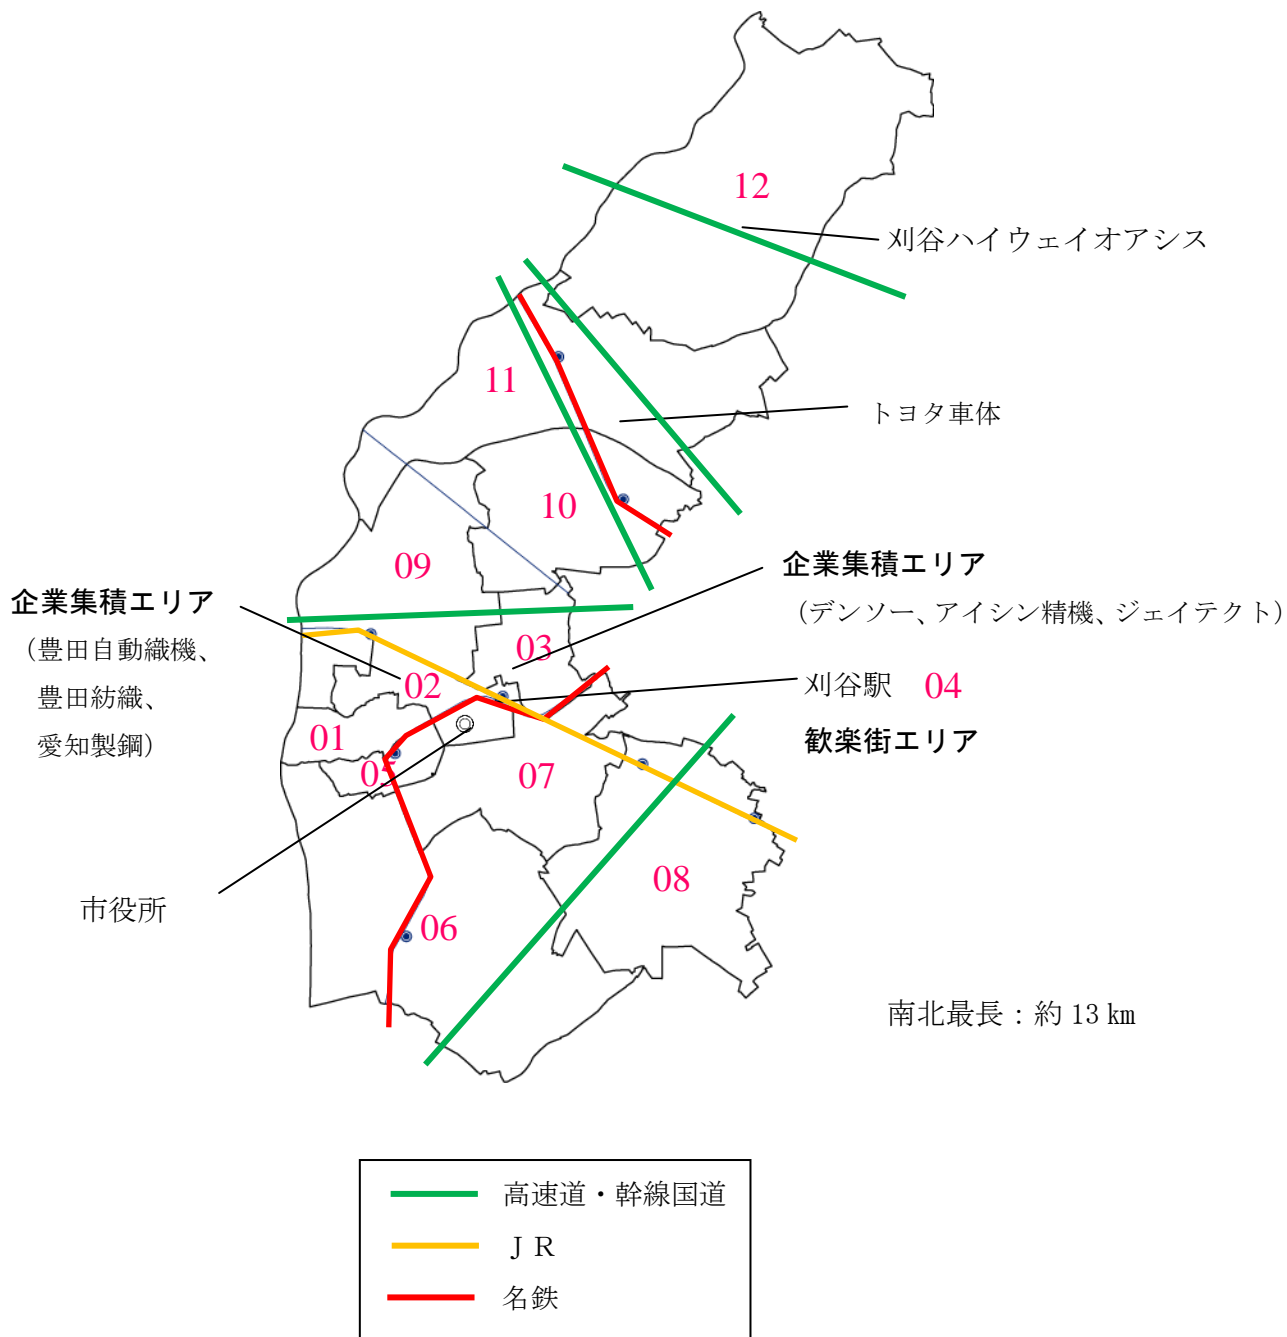 12
刈谷ハイウェイオアシス
11
トヨタ車体
10
09
企業集積エリア
(デンソー、アイシン精機、ジェイテクト)
企業集積エリア
(豊田自動織機、
豊田紡織、
愛知製鋼)
03
02
刈谷駅 04
歓楽街エリア
01
05
07
08
市役所
06
南北最長：約 13 ㎞
高速道・幹線国道
ＪＲ
名鉄